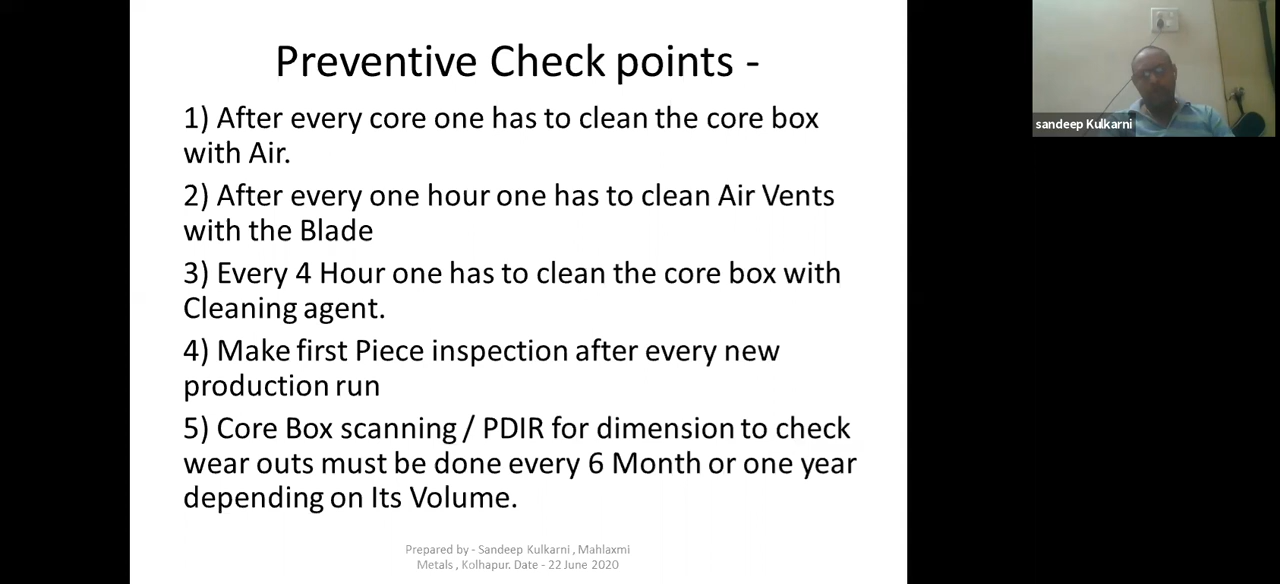 Preventive Check points -
1) After every core one has to clean the core box
with Air.
2) After every one hour one has to clean Air Vents
with the Blade
3) Every 4 Hour one has to clean the core box with
Cleaning agent.
4) Make first Piece inspection after every new
production run
5) Core Box scanning / PDIR for dimension to check
wear outs must be done every 6 Month or one year
depending on Its Volume.
Prepared by - Sandeep Kulkarni , Mahlaxmi
Metals , Kolhapur. Date - 22 June 2020
sandeep Kulkarni